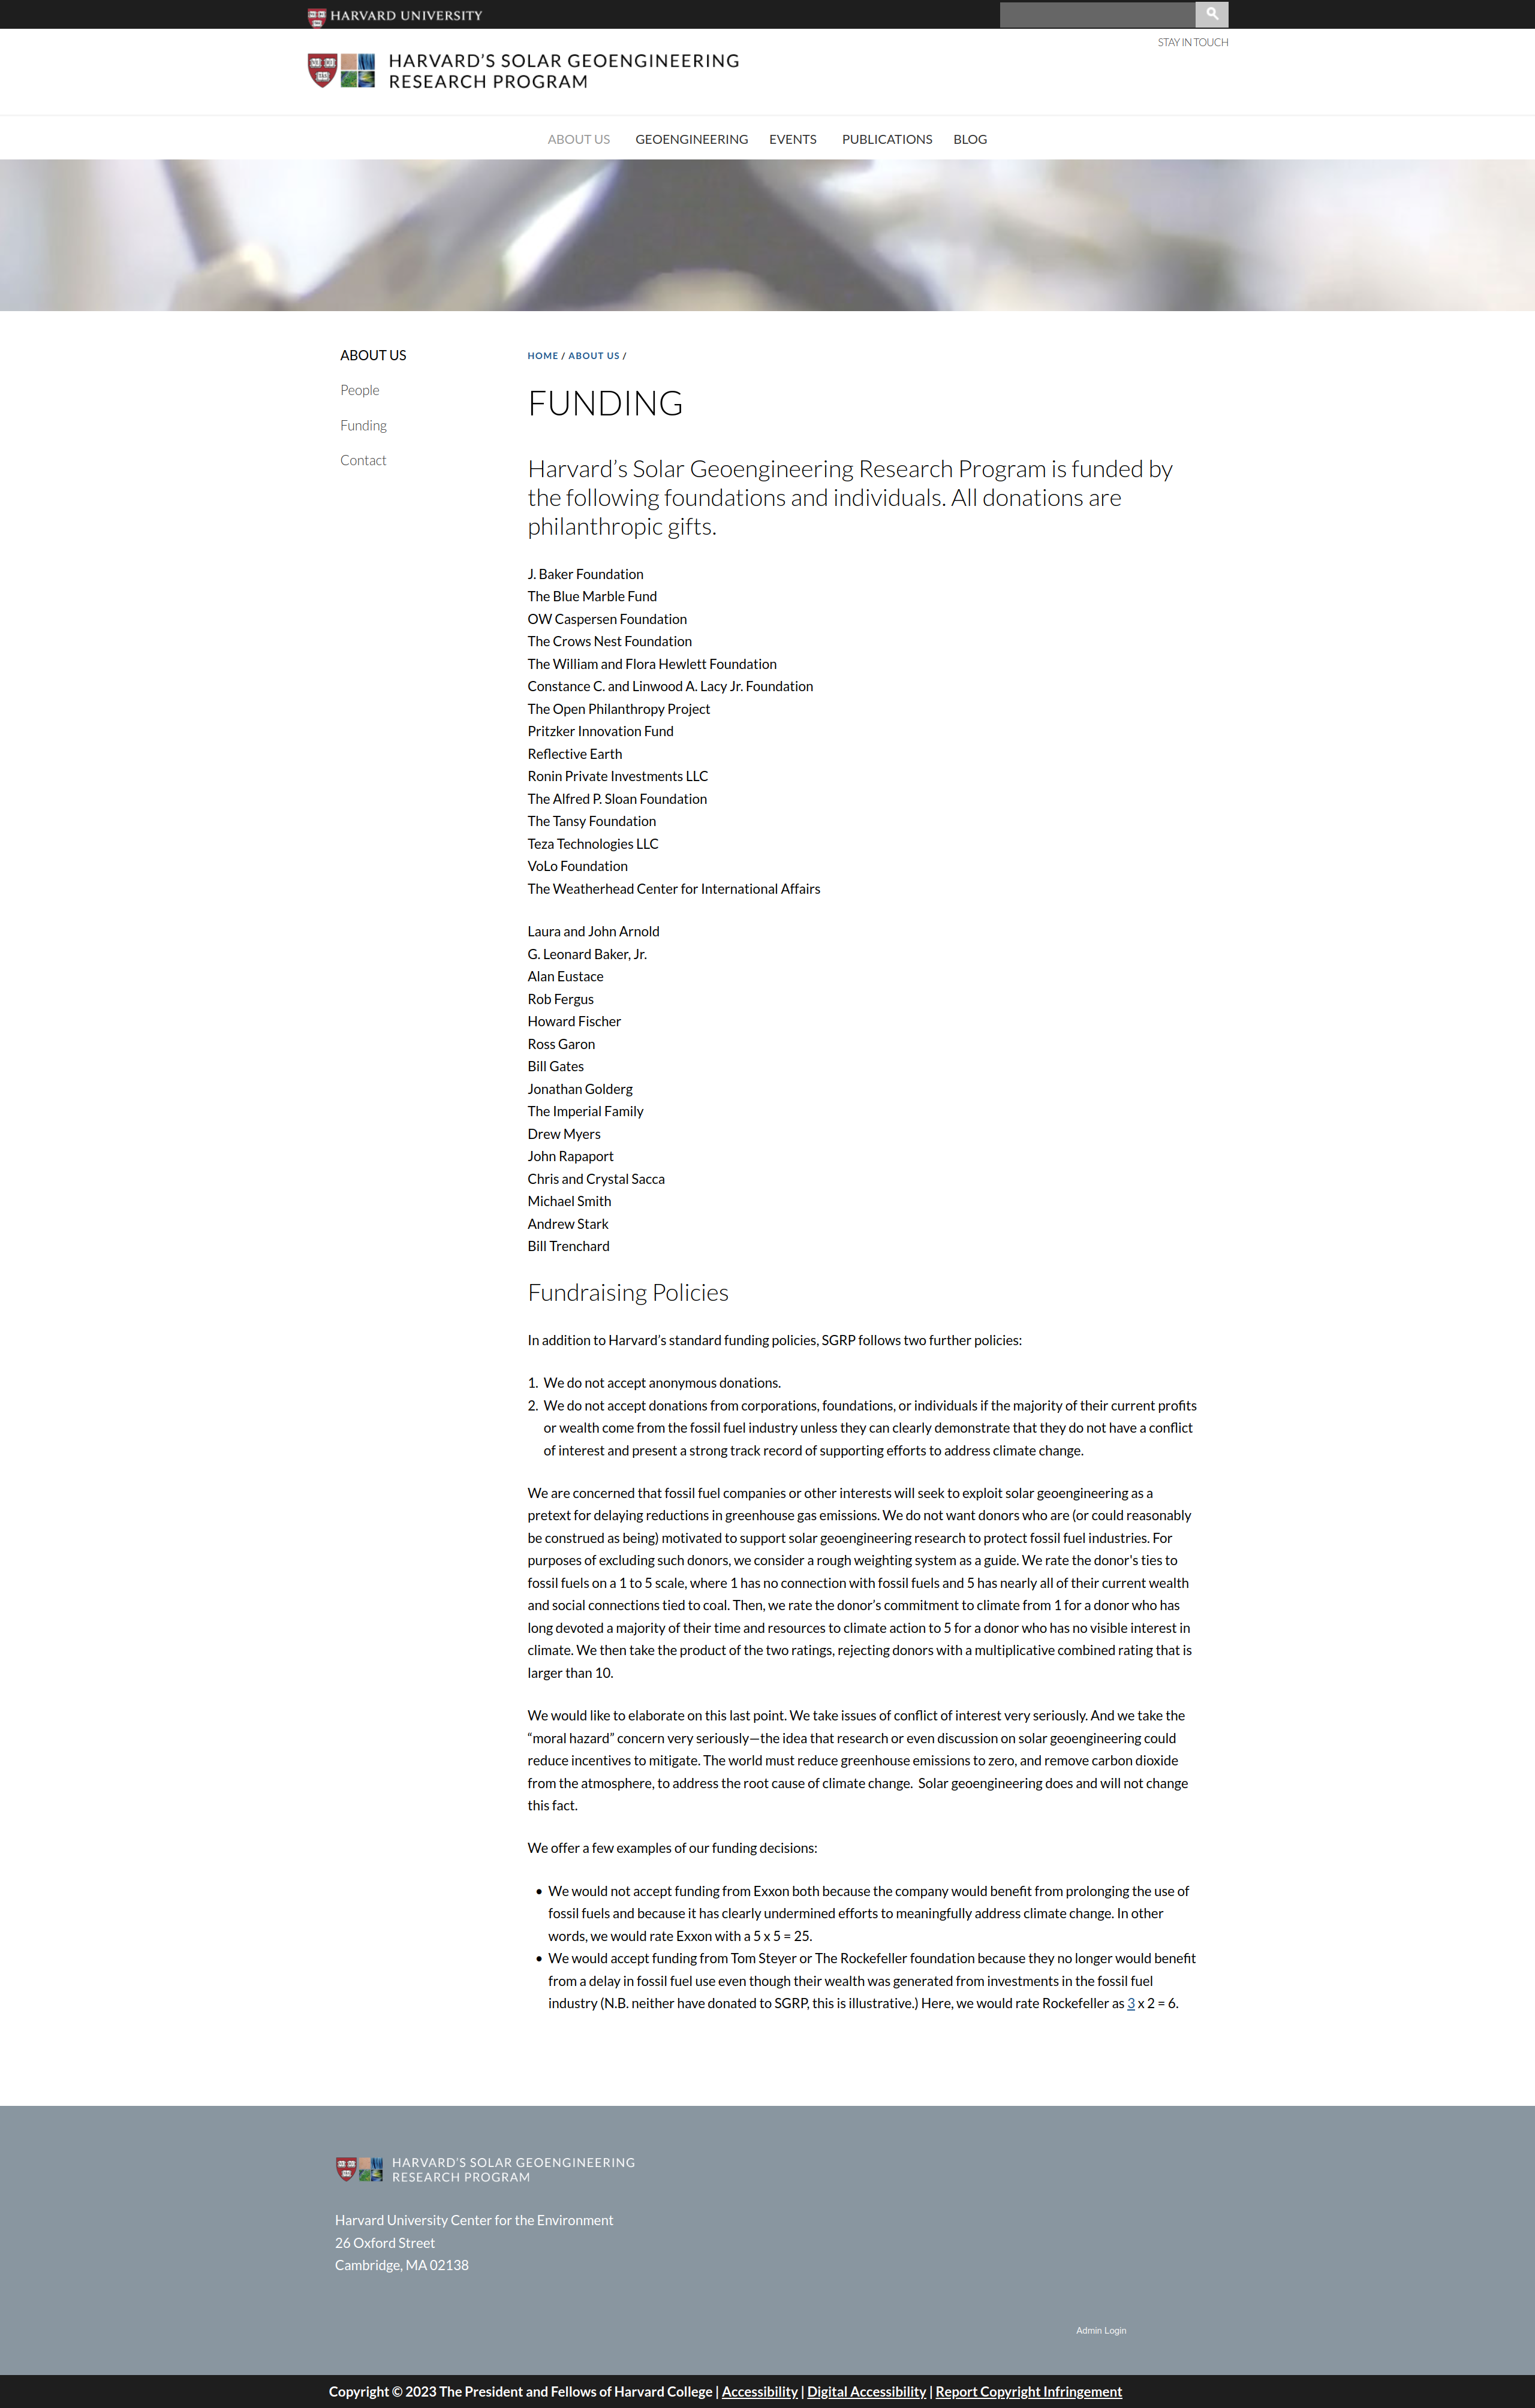 HARVARD UNIVERSITY
STAY IN TOUCH
HARVARD'S SOLAR GEOENGINEERING
RESEARCH PROGRAM
ABOUT US GEOENGINEERING EVENTS PUBLICATIONS BLOG
ABOUT US
People
Funding
Contact
HOME / ABOUT US /
FUNDING
Harvard’s Solar Geoengineering Research Program is funded by
the following foundations and individuals. All donations are
philanthropic gifts.
J. Baker Foundation
The Blue Marble Fund
OW Caspersen Foundation
The Crows Nest Foundation
The William and Flora Hewlett Foundation
Constance C. and Linwood A. Lacy Jr. Foundation
The Open Philanthropy Project
Pritzker Innovation Fund
Reflective Earth
Ronin Private Investments LLC
The Alfred P. Sloan Foundation
The Tansy Foundation
Teza Technologies LLC
VoLo Foundation
The Weatherhead Center for International Affairs
Laura and John Arnold
G. Leonard Baker, Jr.
Alan Eustace
Rob Fergus
Howard Fischer
Ross Garon
Bill Gates
Jonathan Golderg
The Imperial Family
Drew Myers
John Rapaport
Chris and Crystal Sacca
Michael Smith
Andrew Stark
Bill Trenchard
Fundraising Policies
In addition to Harvard’s standard funding policies, SGRP follows two further policies:
1. We do not accept anonymous donations.
2. We do not accept donations from corporations, foundations, or individuals if the majority of their current profits
or wealth come from the fossil fuel industry unless they can clearly demonstrate that they do not have a conflict
of interest and present a strong track record of supporting efforts to address climate change.
We are concerned that fossil fuel companies or other interests will seek to exploit solar geoengineering as a
pretext for delaying reductions in greenhouse gas emissions. We do not want donors who are (or could reasonably
be construed as being) motivated to support solar geoengineering research to protect fossil fuel industries. For
purposes of excluding such donors, we consider a rough weighting system as a guide. We rate the donor's ties to
fossil fuels on a 1 to 5 scale, where 1 has no connection with fossil fuels and 5 has nearly all of their current wealth
and social connections tied to coal. Then, we rate the donor’s commitment to climate from 1 for a donor who has
long devoted a majority of their time and resources to climate action to 5 for a donor who has no visible interest in
climate. We then take the product of the two ratings, rejecting donors with a multiplicative combined rating that is
larger than 10.
We would like to elaborate on this last point. We take issues of conflict of interest very seriously. And we take the
“moral hazard” concern very seriously—the idea that research or even discussion on solar geoengineering could
reduce incentives to mitigate. The world must reduce greenhouse emissions to zero, and remove carbon dioxide
from the atmosphere, to address the root cause of climate change. Solar geoengineering does and will not change
this fact.
We offer a few examples of our funding decisions:
• We would not accept funding from Exxon both because the company would benefit from prolonging the use of
fossil fuels and because it has clearly undermined efforts to meaningfully address climate change. In other
words, we would rate Exxon with a 5 x 5 = 25.
• We would accept funding from Tom Steyer or The Rockefeller foundation because they no longer would benefit
from a delay in fossil fuel use even though their wealth was generated from investments in the fossil fuel
industry (N.B. neither have donated to SGRP, this is illustrative.) Here, we would rate Rockefeller as 3 x 2 = 6.
HARVARD'S SOLAR GEOENGINEERING
RESEARCH PROGRAM
Harvard University Center for the Environment
26 Oxford Street
Cambridge, MA 02138
Admin Login
Copyright © 2023 The President and Fellows of Harvard College | Accessibility | Digital Accessibility | Report Copyright Infringement